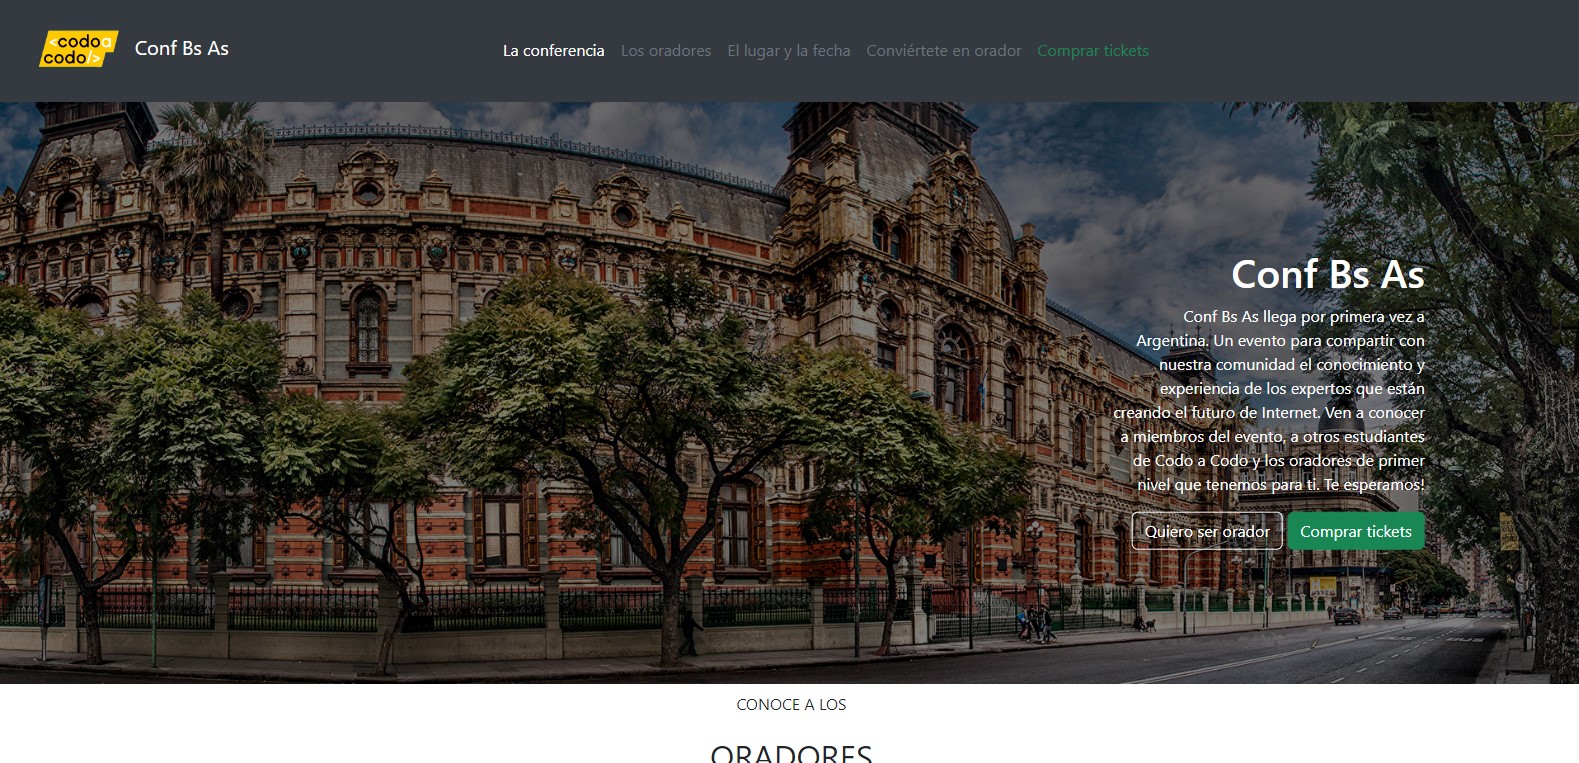 <codo a
codo/>
Conf Bs As
La conferencia Los oradores El lugar y la fecha Conviértete en orador Comprar tickets
Conf Bs As
Conf Bs As llega por primera vez a
Argentina. Un evento para compartir con
nuestra comunidad el conocimiento y
experiencia de los expertos que están
creando el futuro de Internet. Ven a conocer
a miembros del evento, a otros estudiantes
de Codo a Codo y los oradores de primer
nivel que tenemos para ti. Te esperamos!
Quiero ser orador Comprar tickets
CONOCE A LOS
ORADORES